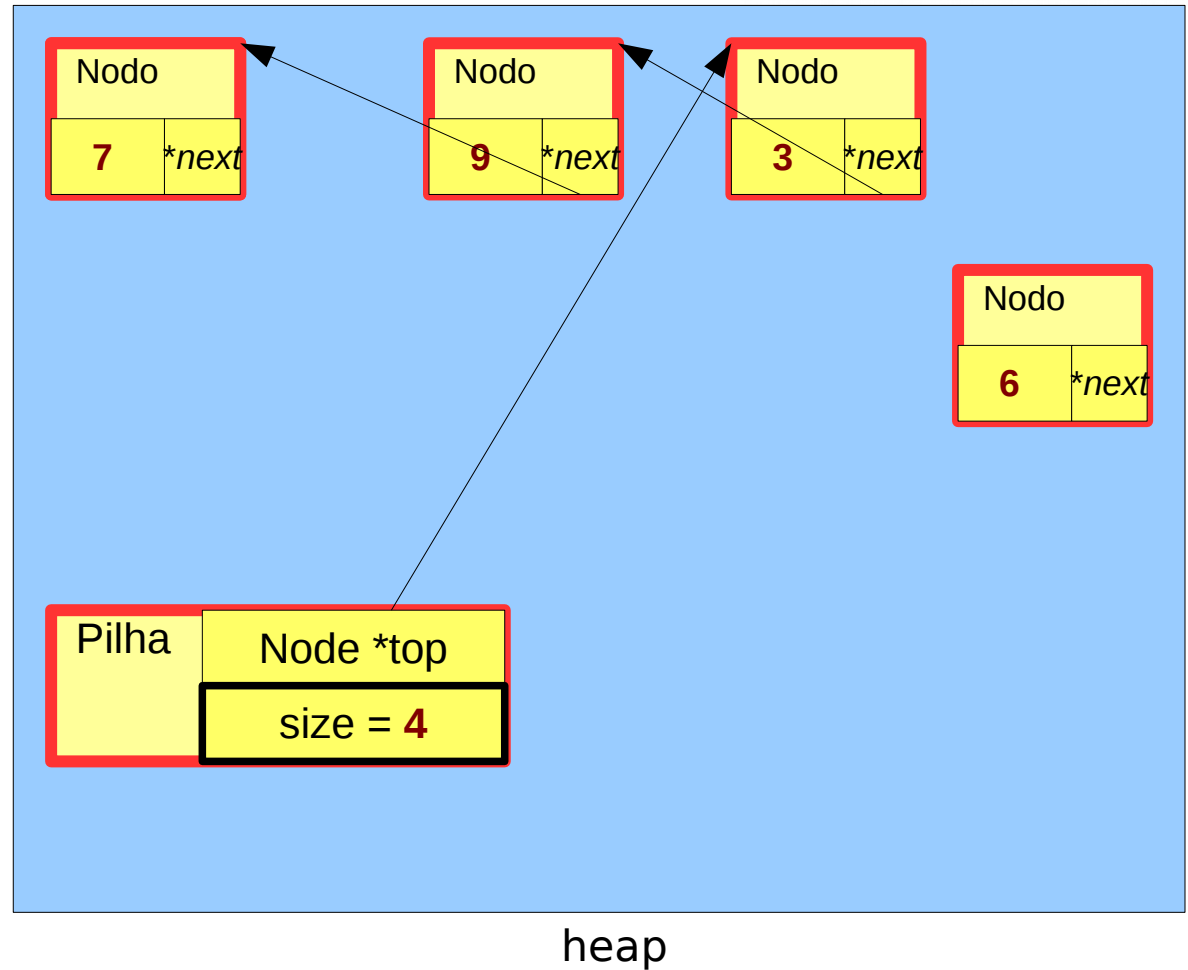 Nodo
7 *next
Nodo
9 *next
Nodo
3 *next
Nodo
6 *next
Pilha
Node *top
size = 4
heap